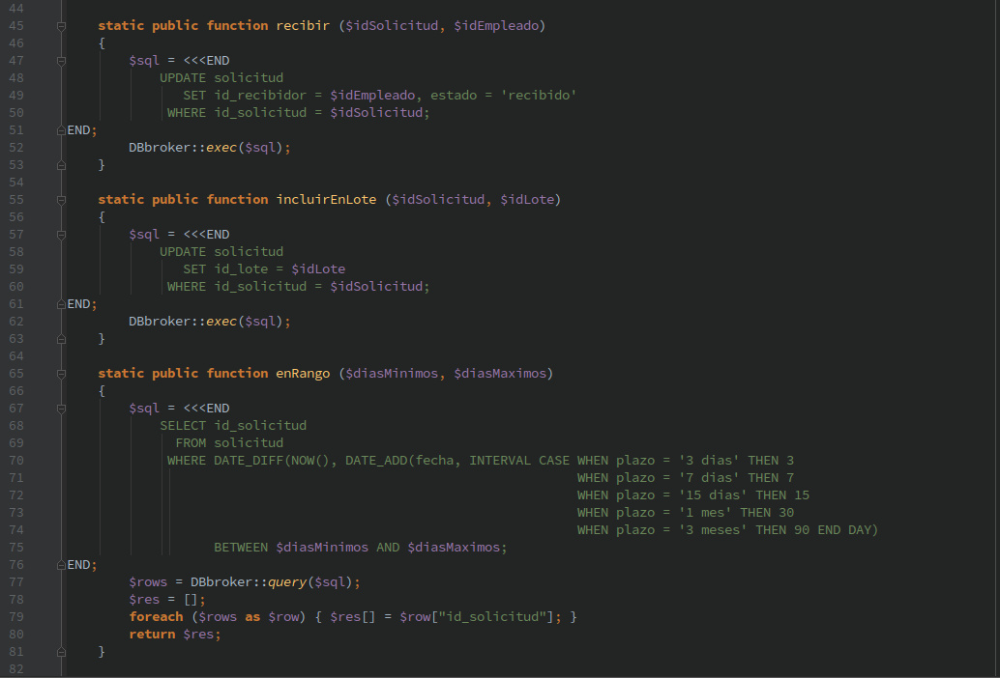 44
45 static public function recibir ($idSolicitud, $idEmpleado)
46 {
47 $sql = <<<END
48 UPDATE solicitud
49 SET id_recibidor = $idEmpleado, estado = 'recibido'
50 WHERE id_solicitud = $idSolicitud;
51 END;
52 DBbroker::exec($sql);
53 }
54
55 static public function incluirEnLote ($idSolicitud, $idLote)
56 {
57 $sql = <<<END
58 UPDATE solicitud
59 SET id_lote = $idLote
60 WHERE id_solicitud = $idSolicitud;
61 END;
62 DBbroker::exec($sql);
63 }
64
65 static public function enRango ($diasMinimos, $diasMaximos)
66 {
67 $sql = <<<END
68 SELECT id_solicitud
69 FROM solicitud
70 WHERE DATE_DIFF(NOW(), DATE_ADD(fecha, INTERVAL CASE WHEN plazo = '3 dias' THEN 3
71 WHEN plazo = '7 dias' THEN 7
72 WHEN plazo = '15 dias' THEN 15
73 WHEN plazo = '1 mes' THEN 30
74 WHEN plazo = '3 meses' THEN 90 END DAY)
75 BETWEEN $diasMinimos AND $diasMaximos;
76 END;
77 $rows = DBbroker::query($sql);
78 $res = [];
79 foreach ($rows as $row) { $res[] = $row["id_solicitud"]; }
80 return $res;
81 }
82